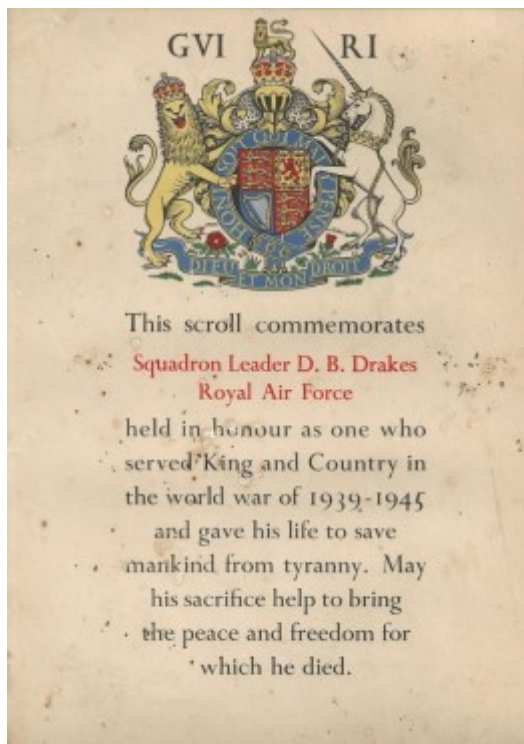 GVI RI
HONI SOIT QUI MAL Y PENSE
DIEU ET MON DROIT
This scroll commemorates
Squadron Leader D. B. Drakes
Royal Air Force
held in honour as one who
served King and Country in
the world war of 1939-1945
and gave his life to save
mankind from tyranny. May
his sacrifice help to bring
the peace and freedom for
which he died.